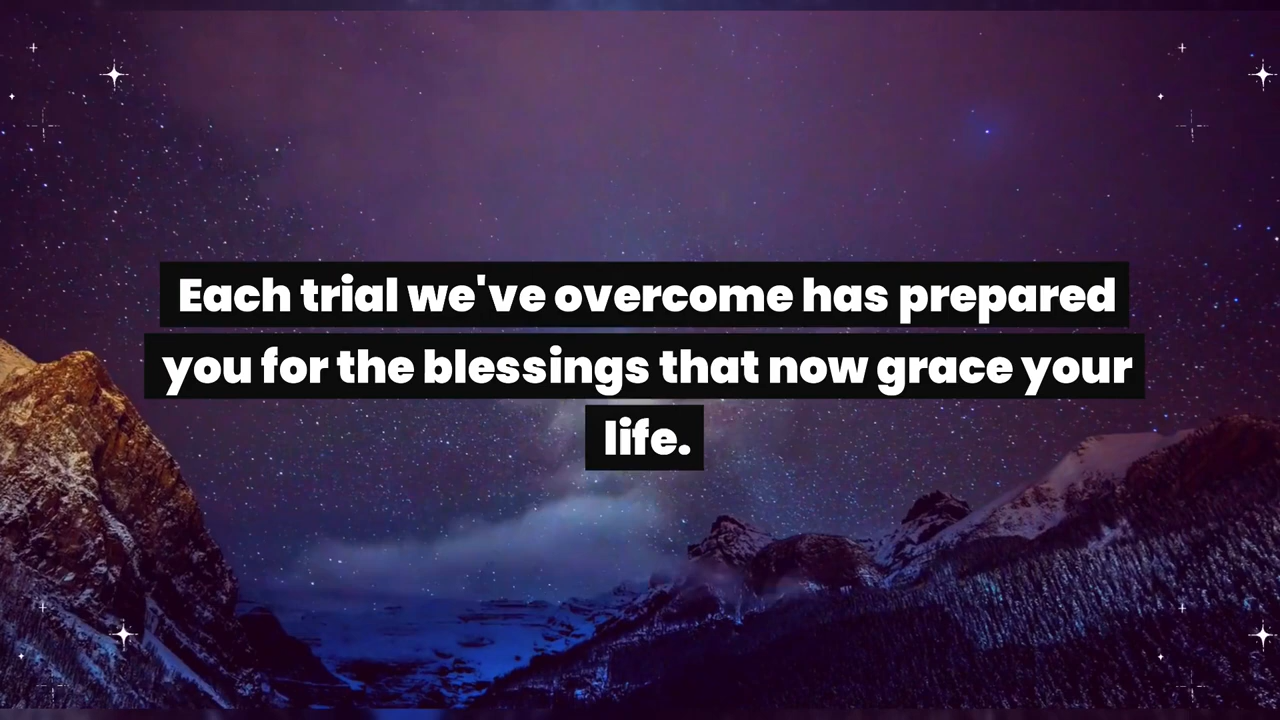 Each trial we've overcome has prepared
you for the blessings that now grace your
life.